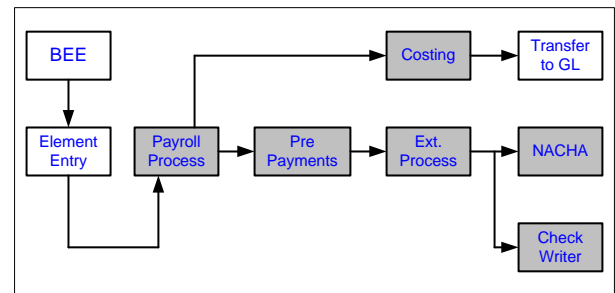 BEE
Costing
Transfer
to GL
Element
Entry
Payroll
Process
Pre
Payments
Ext.
Process
NACHA
Check
Writer